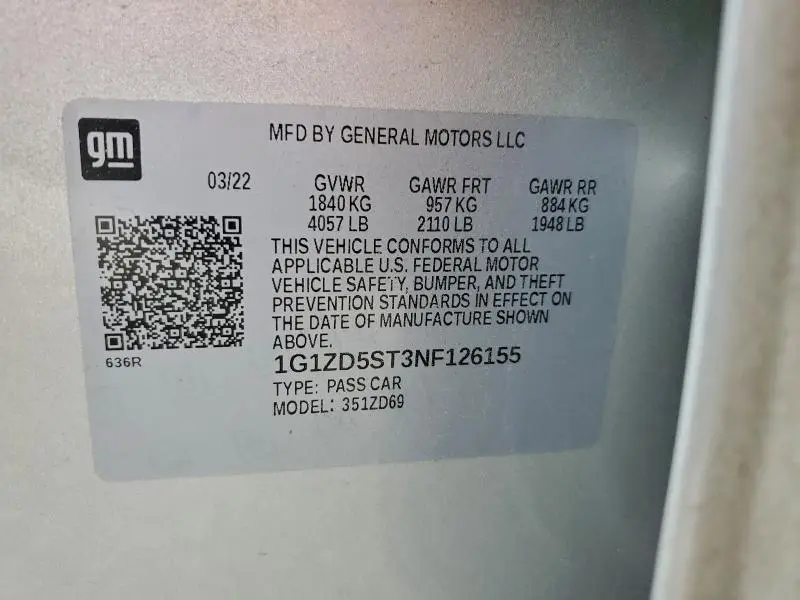 gm
MFD BY GENERAL MOTORS LLC
03/22 GVWR GAWR FRT GAWR RR
1840 KG 957 KG 884 KG
4057 LB 2110 LB 1948 LB
THIS VEHICLE CONFORMS TO ALL
APPLICABLE U.S. FEDERAL MOTOR
VEHICLE SAFETY, BUMPER, AND THEFT
PREVENTION STANDARDS IN EFFECT ON
THE DATE OF MANUFACTURE SHOWN
ABOVE.
636R
1G1ZD5ST3NF126155
TYPE: PASS CAR
MODEL: 351ZD69